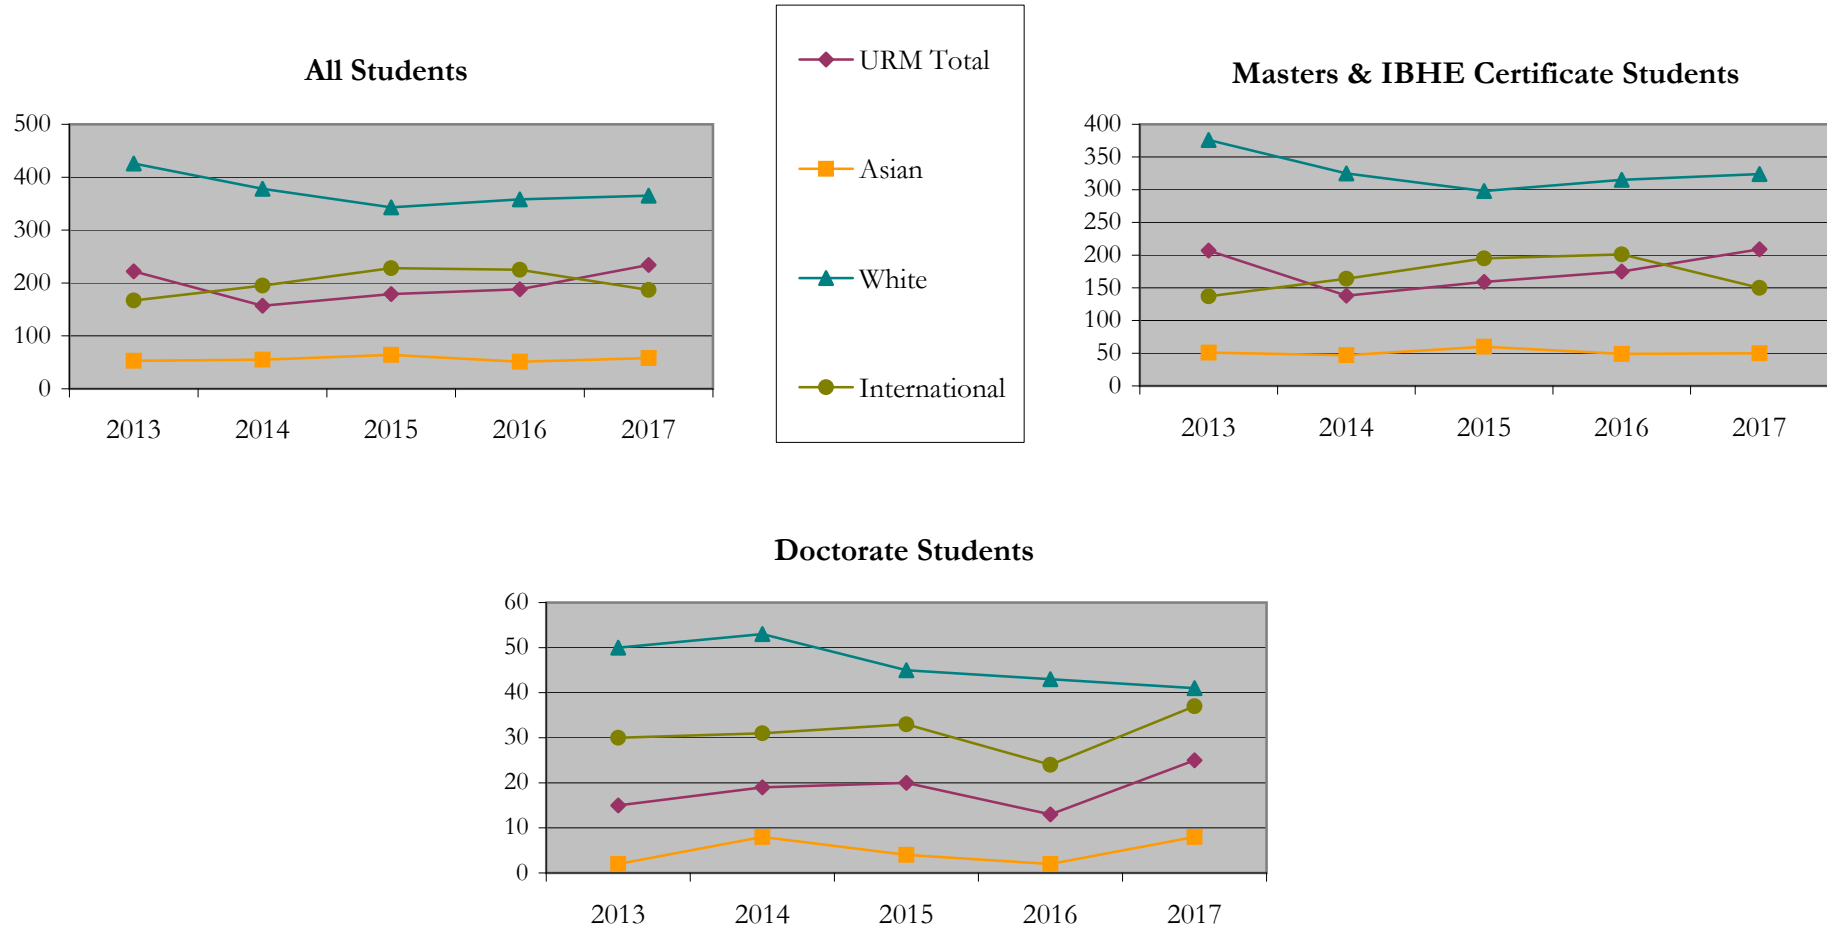 All Students
500
400
300
200
100
0
2013 2014 2015 2016 2017
URM Total
Asian
White
International
Masters & IBHE Certificate Students
400
350
300
250
200
150
100
50
0
2013 2014 2015 2016 2017
Doctorate Students
60
50
40
30
20
10
0
2013 2014 2015 2016 2017